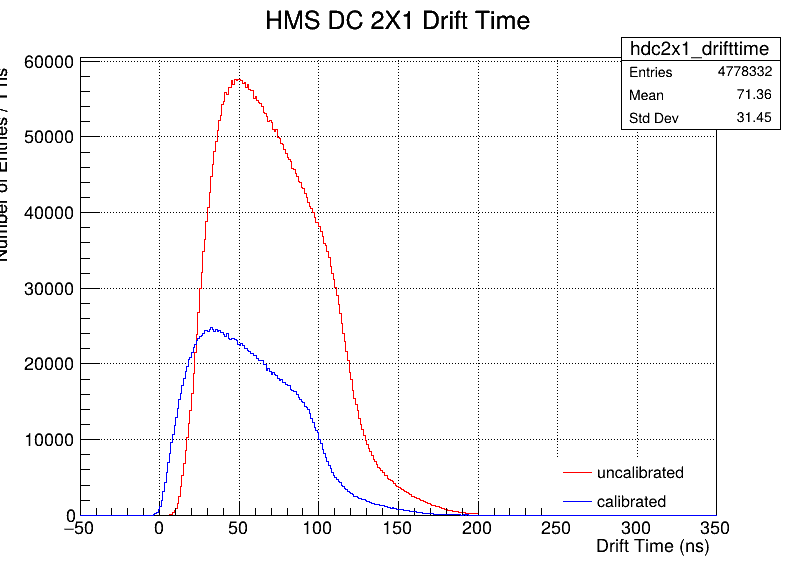 HMS DC 2X1 Drift Time
hdc2x1_drifttime
Entries 4778332
Mean 71.36
Std Dev 31.45
Number of Entries / 1 ns
60000
50000
40000
30000
20000
10000
0
−50 0 50 100 150 200 250 300 350
Drift Time (ns)
uncalibrated
calibrated